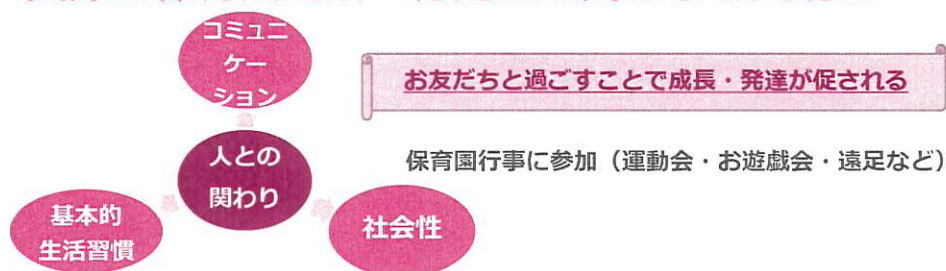 コミュニ
ケー
ション
お友だちと過ごすことで成長・発達が促される
人との
関わり
保育園行事に参加（運動会・お遊戯会・遠足など）
基本的
生活習慣
社会性